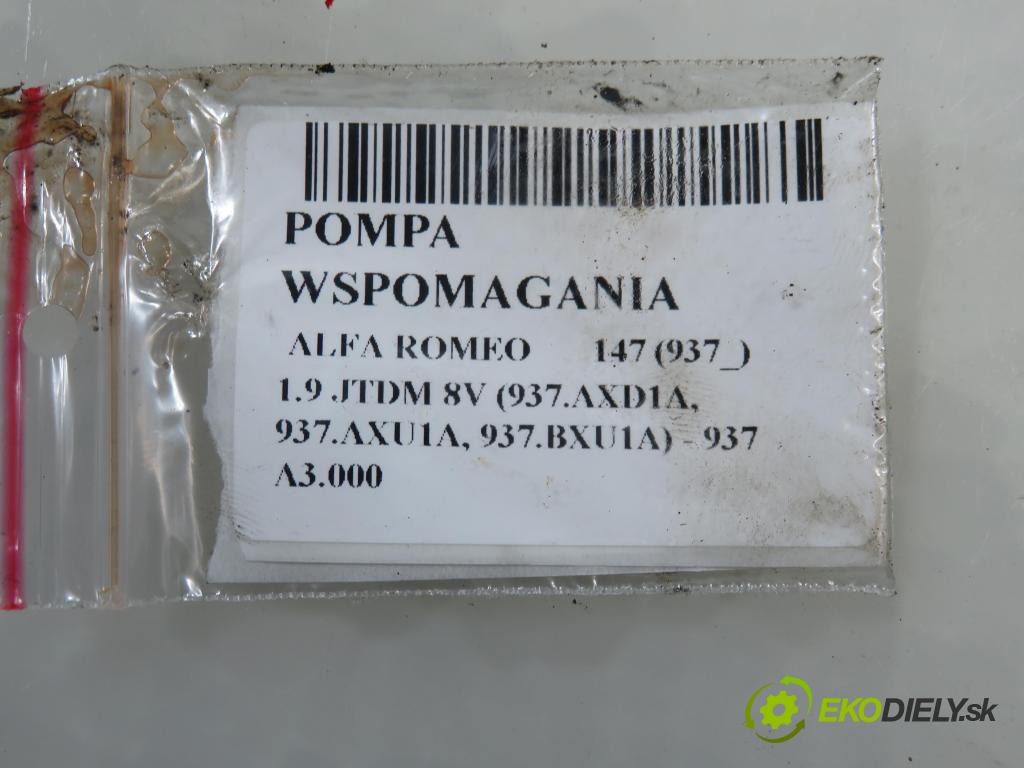 POMPA
WSPOMAGANIA
ALFA ROMEO 147 (937_)
1.9 JTDM 8V (937.AXD1A,
937.AXU1A, 937.BXU1A) - 937
A3.000
EKODIELY.sk